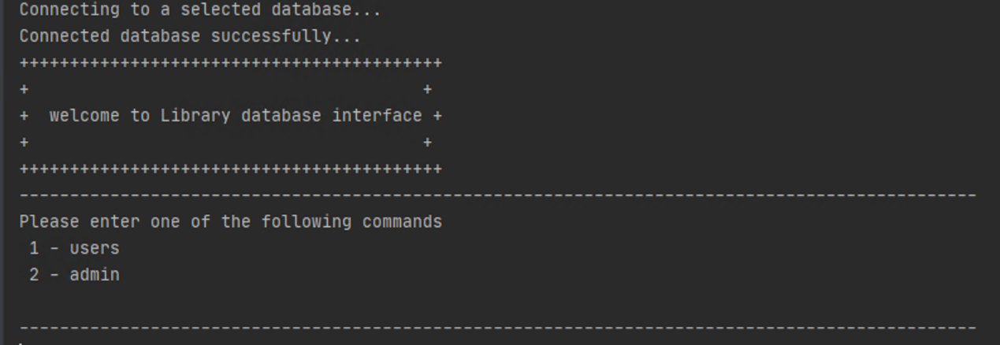 Connecting to a selected database...
Connected database successfully...
++++++++++++++++++++++++++++++++++++++++++
+                                       +
+  welcome to Library database interface +
+                                       +
++++++++++++++++++++++++++++++++++++++++++
-----------------------------------------------------------------------------------------------
Please enter one of the following commands
 1 - users
 2 - admin
-----------------------------------------------------------------------------------------------